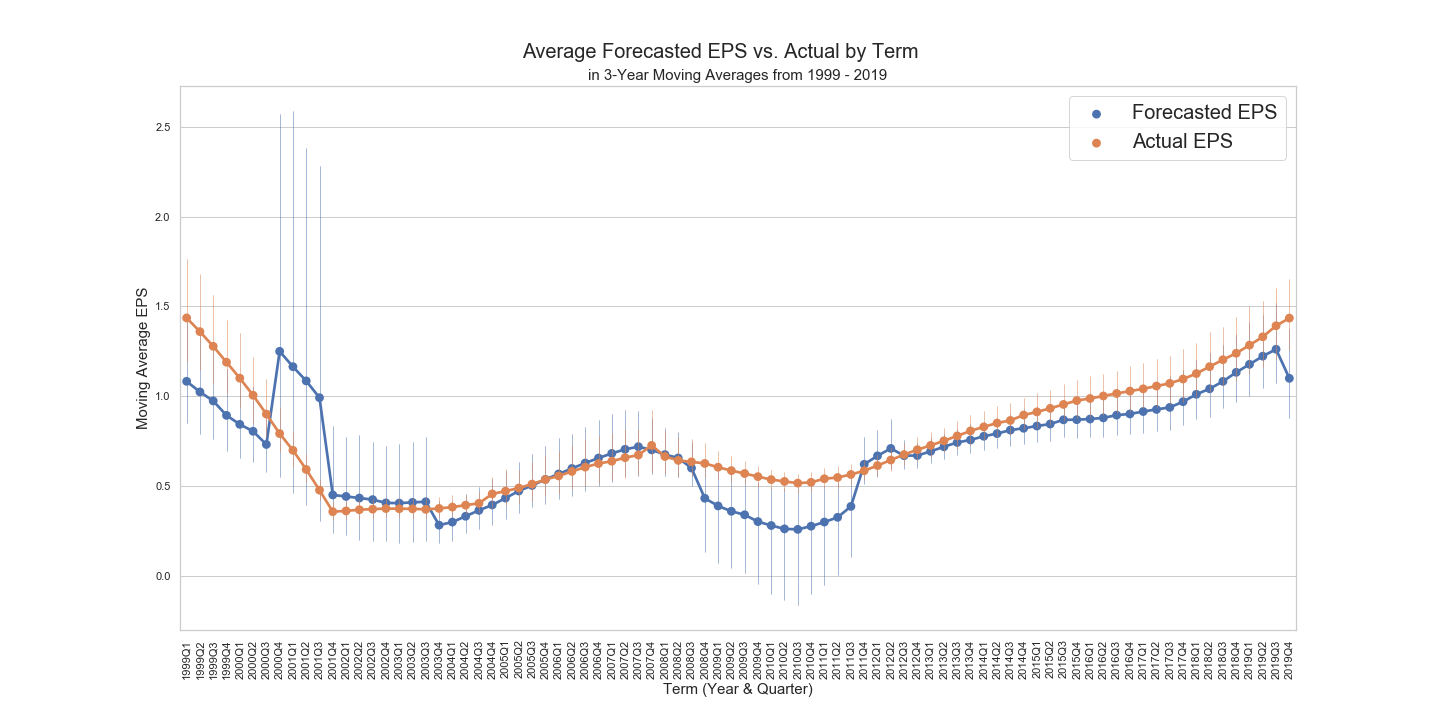 Average Forecasted EPS vs. Actual by Term
in 3-Year Moving Averages from 1999 - 2019
Forecasted EPS
Actual EPS
Moving Average EPS
2.5
2.0
1.5
1.0
0.5
0.0
1999Q1
1999Q2
1999Q3
1999Q4
2000Q1
2000Q2
2000Q3
2000Q4
2001Q1
2001Q2
2001Q3
2001Q4
2002Q1
2002Q2
2002Q3
2002Q4
2003Q1
2003Q2
2003Q3
2003Q4
2004Q1
2004Q2
2004Q3
2004Q4
2005Q1
2005Q2
2005Q3
2005Q4
2006Q1
2006Q2
2006Q3
2006Q4
2007Q1
2007Q2
2007Q3
2007Q4
2008Q1
2008Q2
2008Q3
2008Q4
2009Q1
2009Q2
2009Q3
2009Q4
2010Q1
2010Q2
2010Q3
2010Q4
2011Q1
2011Q2
2011Q3
2011Q4
2012Q1
2012Q2
2012Q3
2012Q4
2013Q1
2013Q2
2013Q3
2013Q4
2014Q1
2014Q2
2014Q3
2014Q4
2015Q1
2015Q2
2015Q3
2015Q4
2016Q1
2016Q2
2016Q3
2016Q4
2017Q1
2017Q2
2017Q3
2017Q4
2018Q1
2018Q2
2018Q3
2018Q4
2019Q1
2019Q2
2019Q3
2019Q4
Term (Year & Quarter)